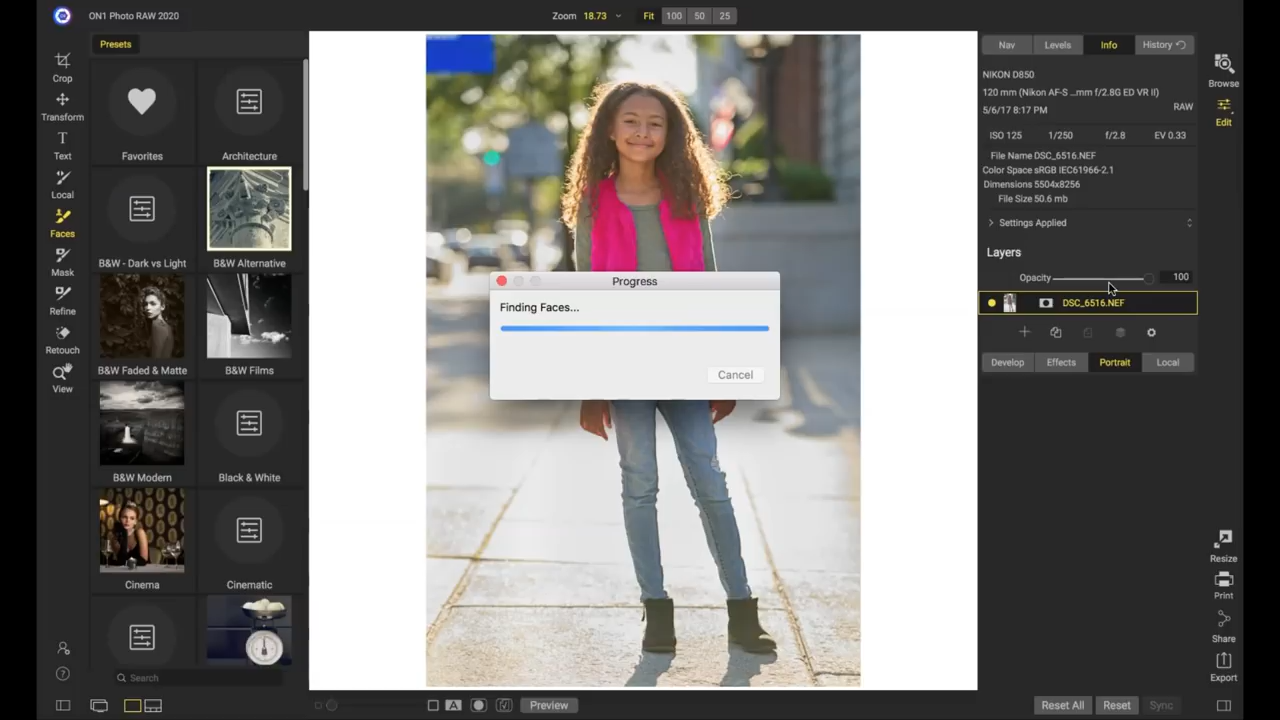 ON1 Photo RAW 2020
Zoom 18.73
Fit 100 50 25
Crop
Transform
Text
Local
Faces
Mask
Refine
Retouch
View
Presets
Favorites
Architecture
B&W - Dark vs Light
B&W Alternative
B&W Faded & Matte
B&W Films
B&W Modern
Black & White
Cinema
Cinematic
Search
Progress
Finding Faces...
Cancel
Nav Levels Info History
NIKON D850
120 mm (Nikon AF-S ...mm f/2.8G ED VR II)
5/6/17 8:17 PM RAW
ISO 125 1/250 f/2.8 EV 0.33
File Name DSC_6516.NEF
Color Space sRGB IEC61966-2.1
Dimensions 5504x8256
File Size 50.6 mb
Settings Applied
Layers
Opacity 100
DSC_6516.NEF
Develop Effects Portrait Local
Browse
Edit
Resize
Print
Share
Export
A
Preview
Reset All Reset Sync